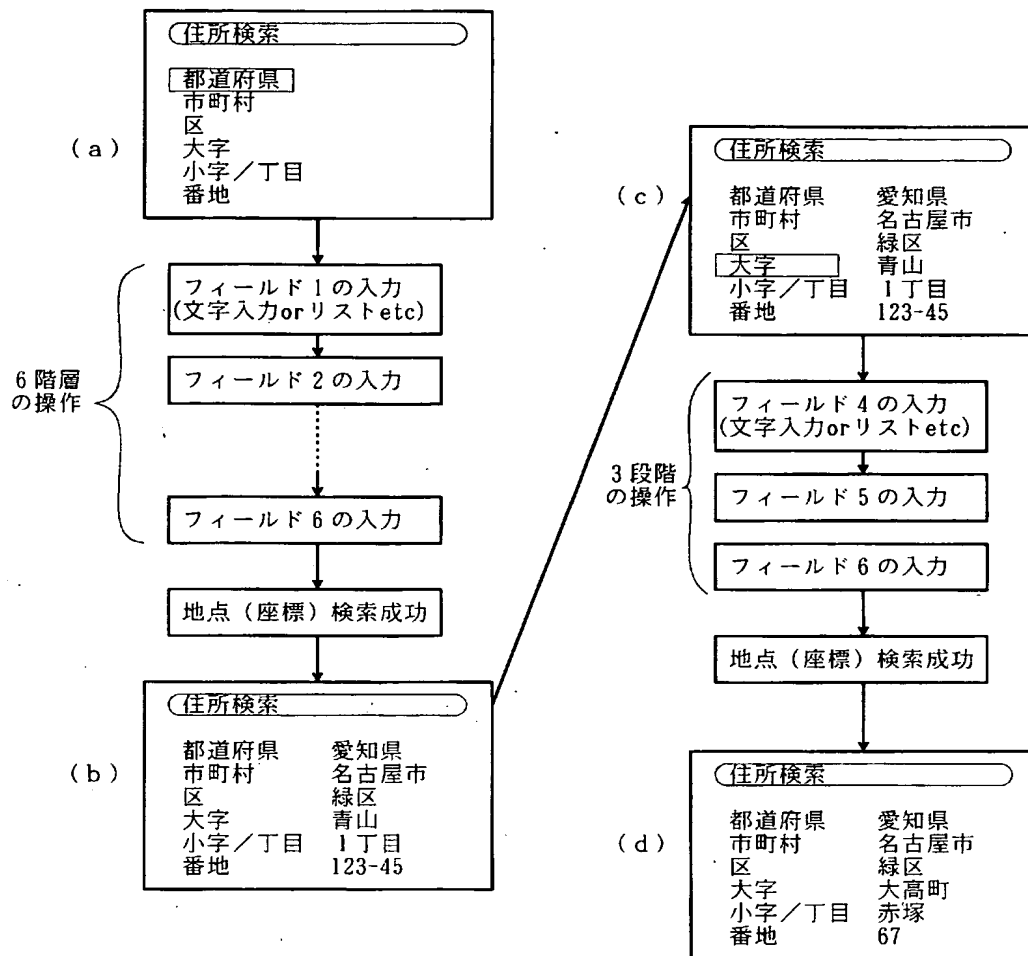 (a)
住所検索
都道府県
市町村
区
大字
小字／丁目
番地
6階層
の操作
フィールド1の入力
(文字入力orリストetc)
フィールド2の入力
フィールド6の入力
地点（座標）検索成功
(b)
住所検索
都道府県 愛知県
市町村 名古屋市
区 緑区
大字 青山
小字／丁目 1丁目
番地 123-45
(c)
住所検索
都道府県 愛知県
市町村 名古屋市
区 緑区
大字 青山
小字／丁目 1丁目
番地 123-45
3段階
の操作
フィールド4の入力
(文字入力orリストetc)
フィールド5の入力
フィールド6の入力
地点（座標）検索成功
(d)
住所検索
都道府県 愛知県
市町村 名古屋市
区 緑区
大字 大高町
小字／丁目 赤塚
番地 67